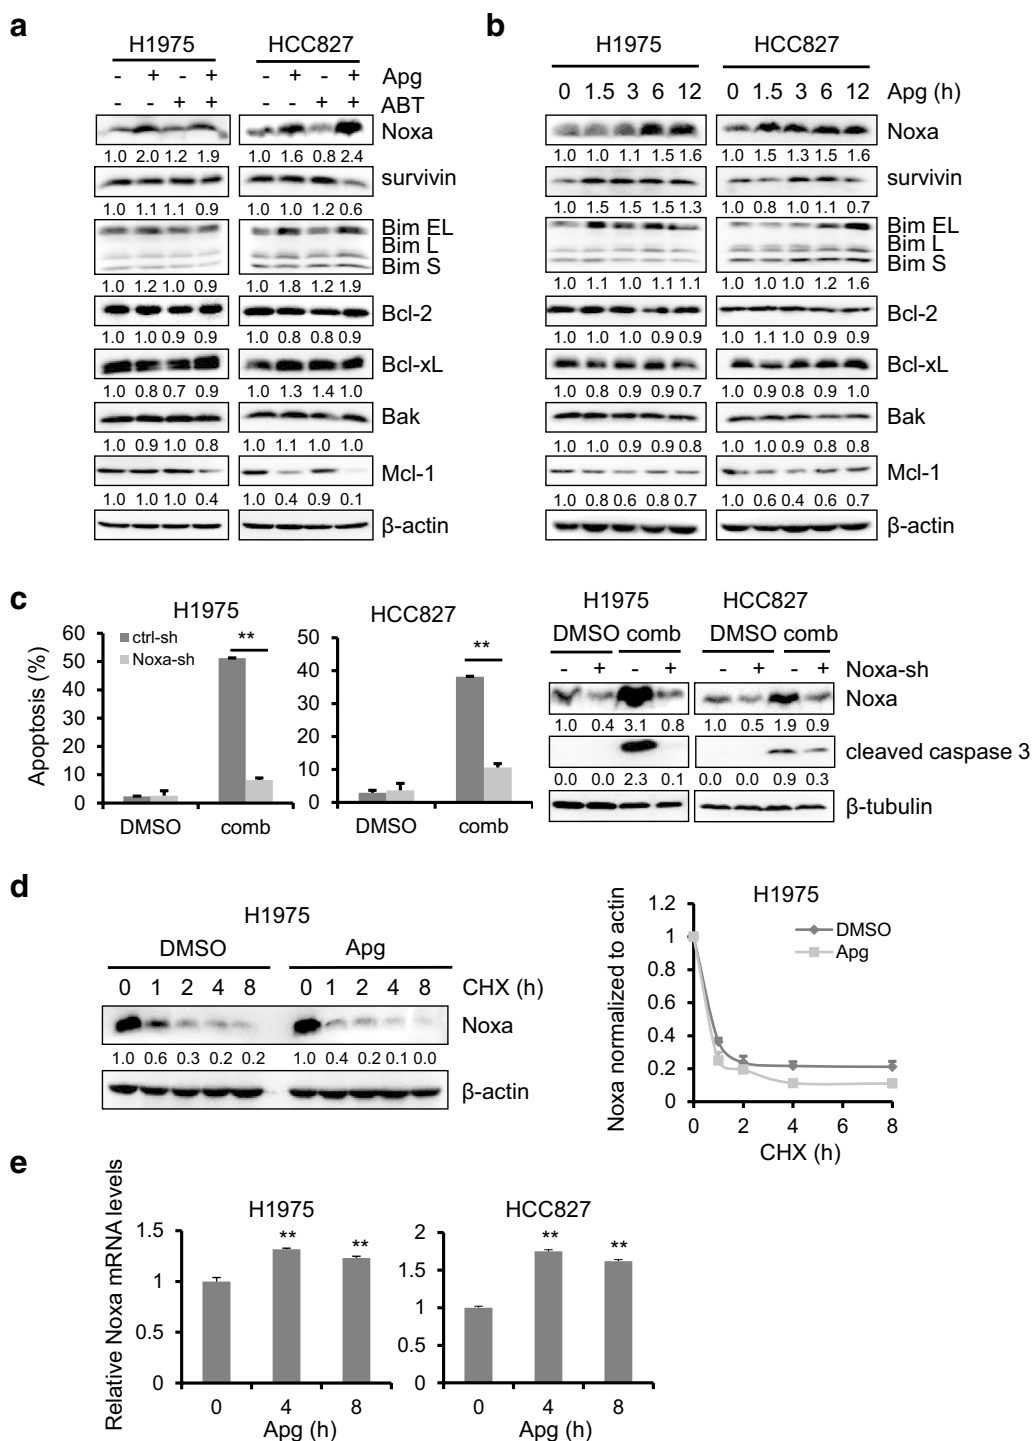 a
H1975 HCC827
- + - + - + - + Apg
- - + + - - + + ABT
Noxa
1.0 2.0 1.2 1.9 1.0 1.6 0.8 2.4
survivin
1.0 1.1 1.1 0.9 1.0 1.0 1.2 0.6
Bim EL
Bim L
Bim S
1.0 1.2 1.0 0.9 1.0 1.8 1.2 1.9
Bcl-2
1.0 1.0 0.9 0.9 1.0 0.8 0.8 0.9
Bcl-xL
1.0 0.8 0.7 0.9 1.0 1.3 1.4 1.0
Bak
1.0 0.9 1.0 0.8 1.0 1.1 1.0 1.0
Mcl-1
1.0 1.0 1.0 0.4 1.0 0.4 0.9 0.1
β-actin
b
H1975 HCC827
0 1.5 3 6 12 0 1.5 3 6 12 Apg (h)
Noxa
1.0 1.0 1.1 1.5 1.6 1.0 1.5 1.3 1.5 1.6
survivin
1.0 1.5 1.5 1.5 1.3 1.0 0.8 1.0 1.1 0.7
Bim EL
Bim L
Bim S
1.0 1.1 1.0 1.1 1.1 1.0 1.0 1.0 1.2 1.6
Bcl-2
1.0 1.0 1.0 0.9 0.9 1.0 1.1 1.0 0.9 0.9
Bcl-xL
1.0 0.8 0.9 0.9 0.7 1.0 0.9 0.8 0.9 1.0
Bak
1.0 1.0 0.9 0.9 0.8 1.0 1.0 0.9 0.8 0.8
Mcl-1
1.0 0.8 0.6 0.8 0.7 1.0 0.6 0.4 0.6 0.7
β-actin
c
H1975
Apoptosis (%)
60
50
40
30
20
10
0
ctrl-sh
Noxa-sh
**
DMSO comb
HCC827
50
40
30
20
10
0
**
DMSO comb
H1975 HCC827
DMSO comb DMSO comb
- + - + - + - + Noxa-sh
Noxa
1.0 0.4 3.1 0.8 1.0 0.5 1.9 0.9
cleaved caspase 3
0.0 0.0 2.3 0.1 0.0 0.0 0.9 0.3
β-tubulin
d
H1975
DMSO Apg
0 1 2 4 8 0 1 2 4 8 CHX (h)
Noxa
1.0 0.6 0.3 0.2 0.2 1.0 0.4 0.2 0.1 0.0
β-actin
H1975
Noxa normalized to actin
1.2
1
0.8
0.6
0.4
0.2
0
DMSO
Apg
0 2 4 6 8
CHX (h)
e
Relative Noxa mRNA levels
H1975
1.5
1
0.5
0
** **
0 4 8
Apg (h)
HCC827
2
1.5
1
0.5
0
** **
0 4 8
Apg (h)